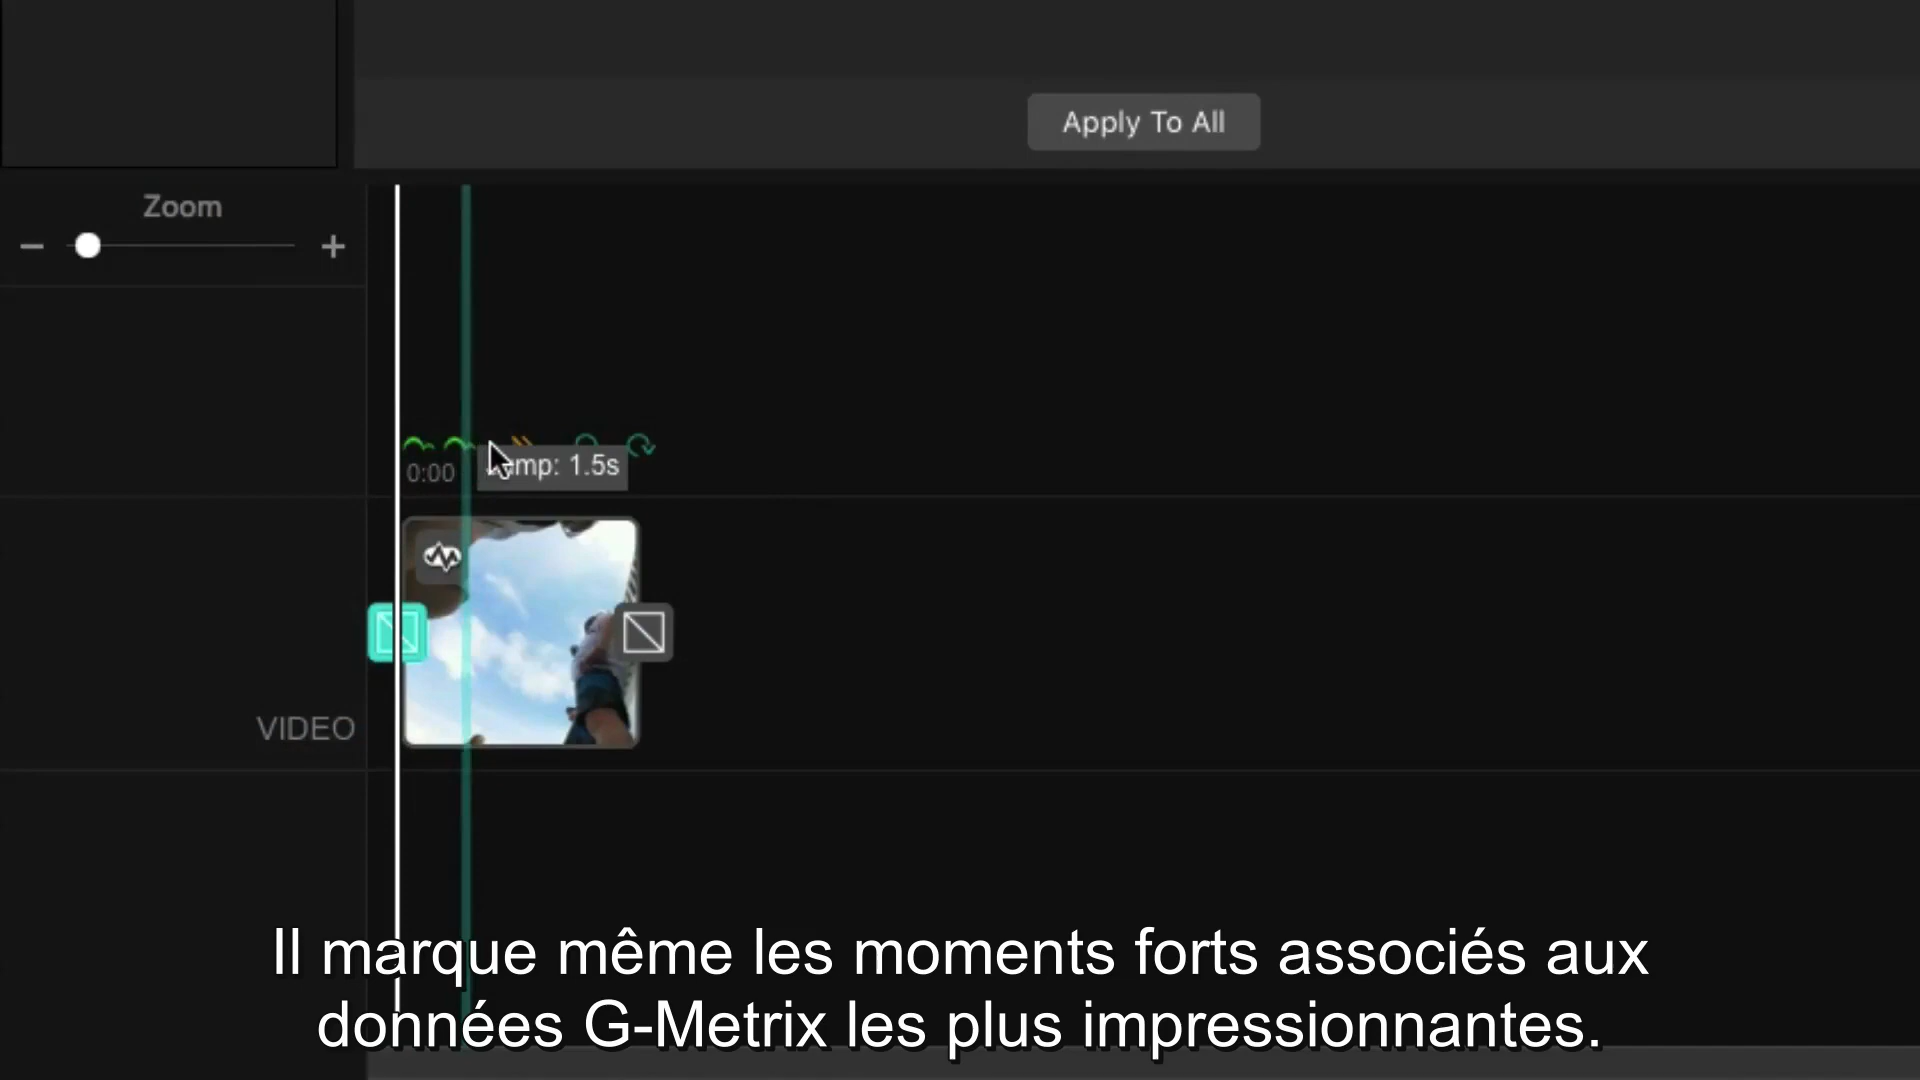 Apply To All
Zoom
0:00
1.5s
VIDEO
Il marque même les moments forts associés aux
données G-Metrix les plus impressionnantes.